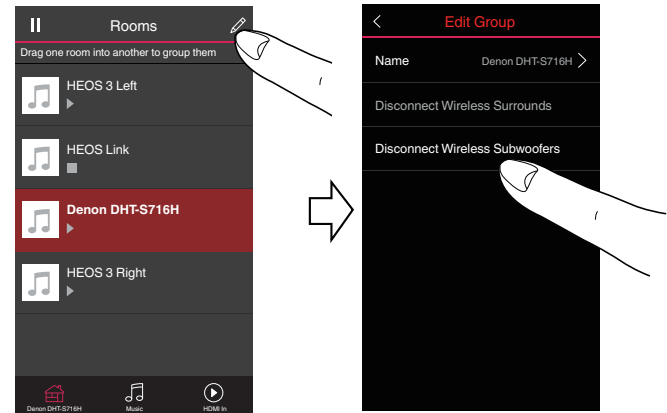 Rooms
Drag one room into another to group them
HEOS 3 Left
HEOS Link
Denon DHT-S716H
HEOS 3 Right
Denon DHT-S716H
Music
HDMI In
Edit Group
Name
Denon DHT-S716H
Disconnect Wireless Surrounds
Disconnect Wireless Subwoofers